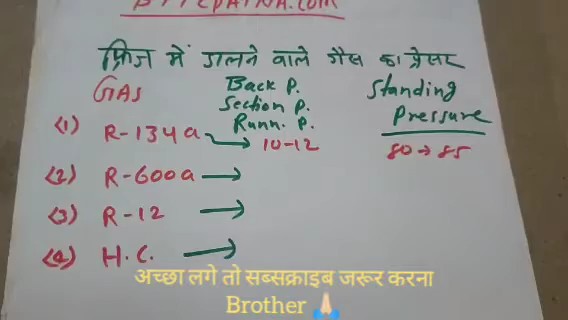 फ्रिज में डालने वाले गैस का प्रेसर
GAS
Back P.
Section P.
Runn. P.
Standing
Pressure
(1) R-134a → 10-12
80 → 85
(2) R-600a →
(3) R-12 →
(4) H.C. →
अच्छा लगे तो सब्सक्राइब जरूर करना
Brother 🙏🏻